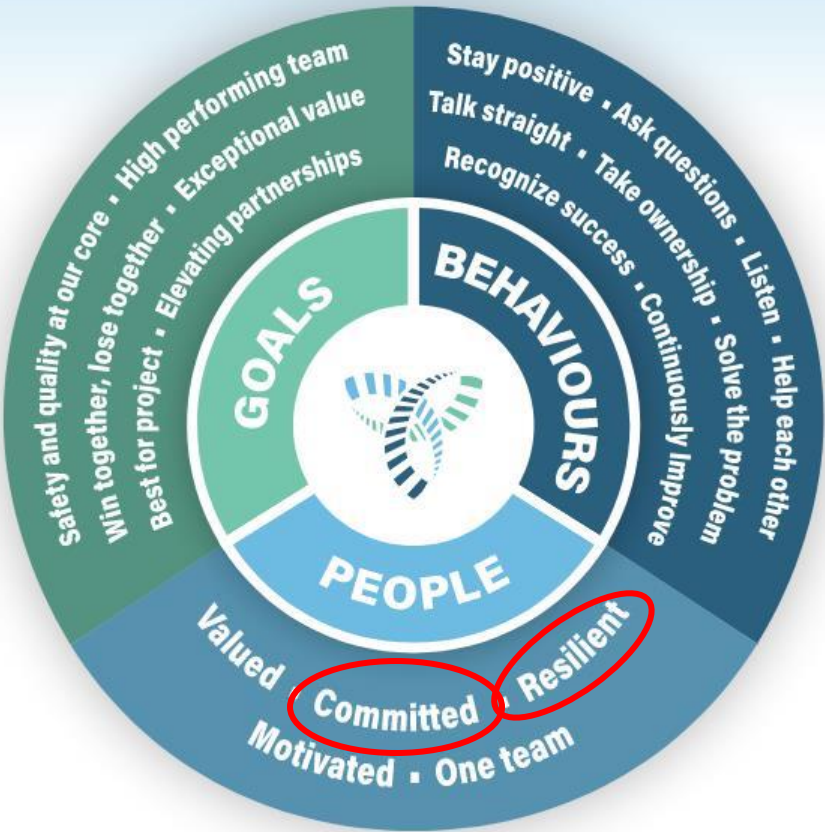 High performing team
Safety and quality at our core ▪ Exceptional value
Win together, lose together ▪ Elevating partnerships
Best for project ▪
GOALS
Stay positive ▪ Ask questions ▪ Listen ▪ Help each other
Talk straight ▪ Take ownership ▪ Solve the problem
Recognize success ▪ Continuously Improve
BEHAVIOURS
PEOPLE
Valued ▪ Committed ▪ Resilient
Motivated ▪ One team